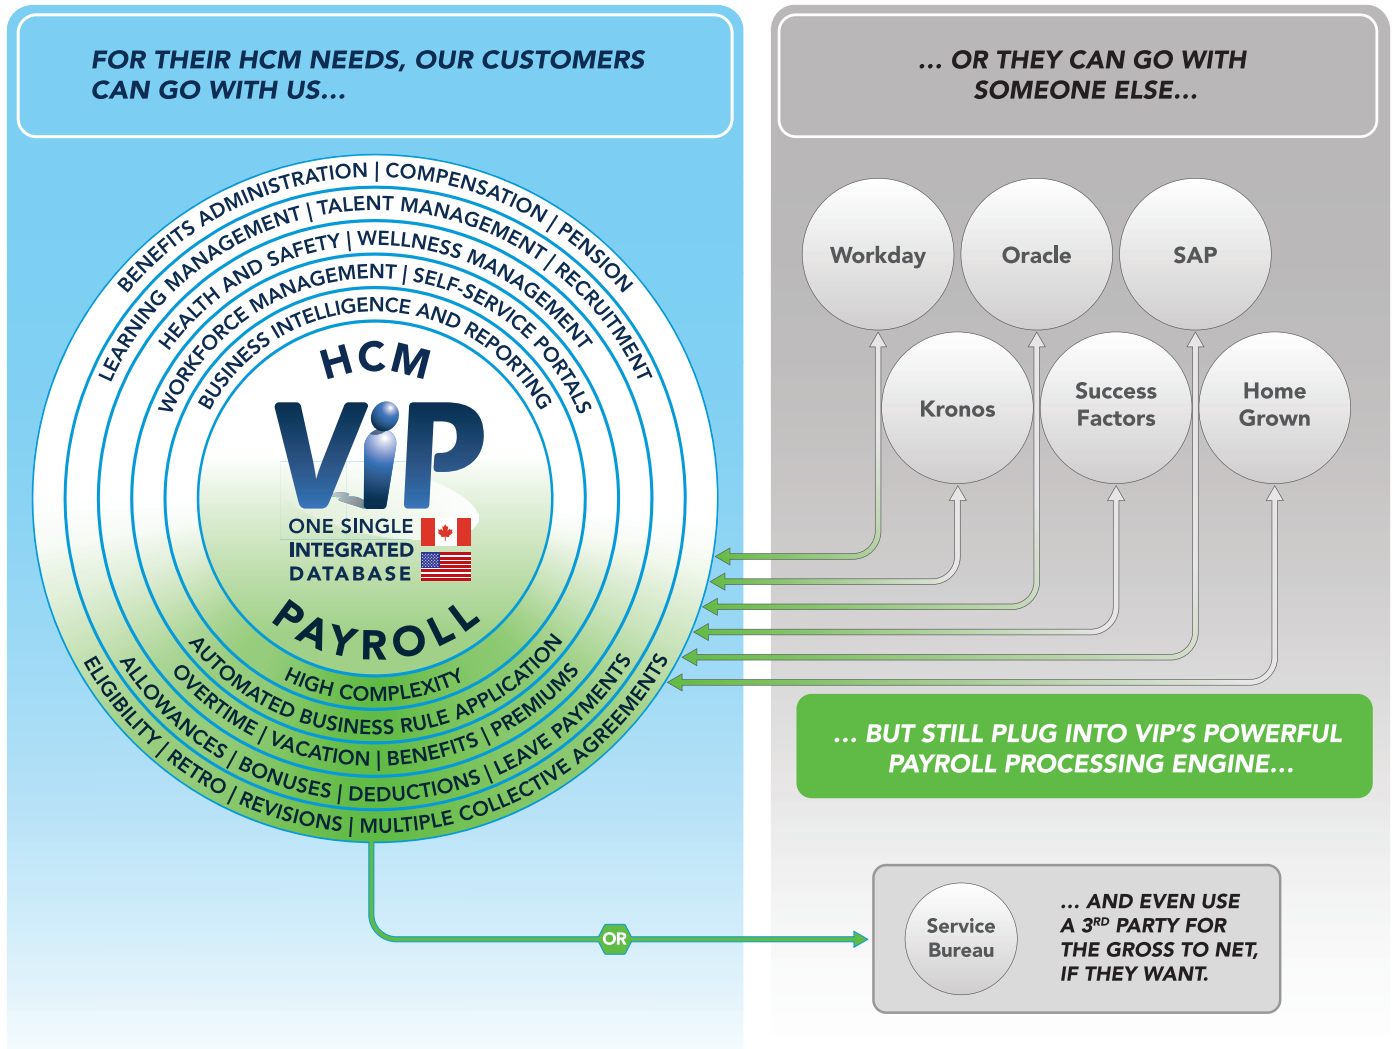 FOR THEIR HCM NEEDS, OUR CUSTOMERS
CAN GO WITH US...
BENEFITS ADMINISTRATION | COMPENSATION | PENSION
LEARNING MANAGEMENT | TALENT MANAGEMENT | RECRUITMENT
HEALTH AND SAFETY | WELLNESS MANAGEMENT
WORKFORCE MANAGEMENT | SELF-SERVICE PORTALS
BUSINESS INTELLIGENCE AND REPORTING
HCM
ViP
ONE SINGLE
INTEGRATED
DATABASE
PAYROLL
HIGH COMPLEXITY
AUTOMATED BUSINESS RULE APPLICATION
OVERTIME | VACATION | BENEFITS | PREMIUMS
ALLOWANCES | BONUSES | DEDUCTIONS | LEAVE PAYMENTS
ELIGIBILITY | RETRO | REVISIONS | MULTIPLE COLLECTIVE AGREEMENTS
... OR THEY CAN GO WITH
SOMEONE ELSE...
Workday
Oracle
SAP
Kronos
Success
Factors
Home
Grown
... BUT STILL PLUG INTO VIP'S POWERFUL
PAYROLL PROCESSING ENGINE...
OR
Service
Bureau
... AND EVEN USE
A 3RD PARTY FOR
THE GROSS TO NET,
IF THEY WANT.